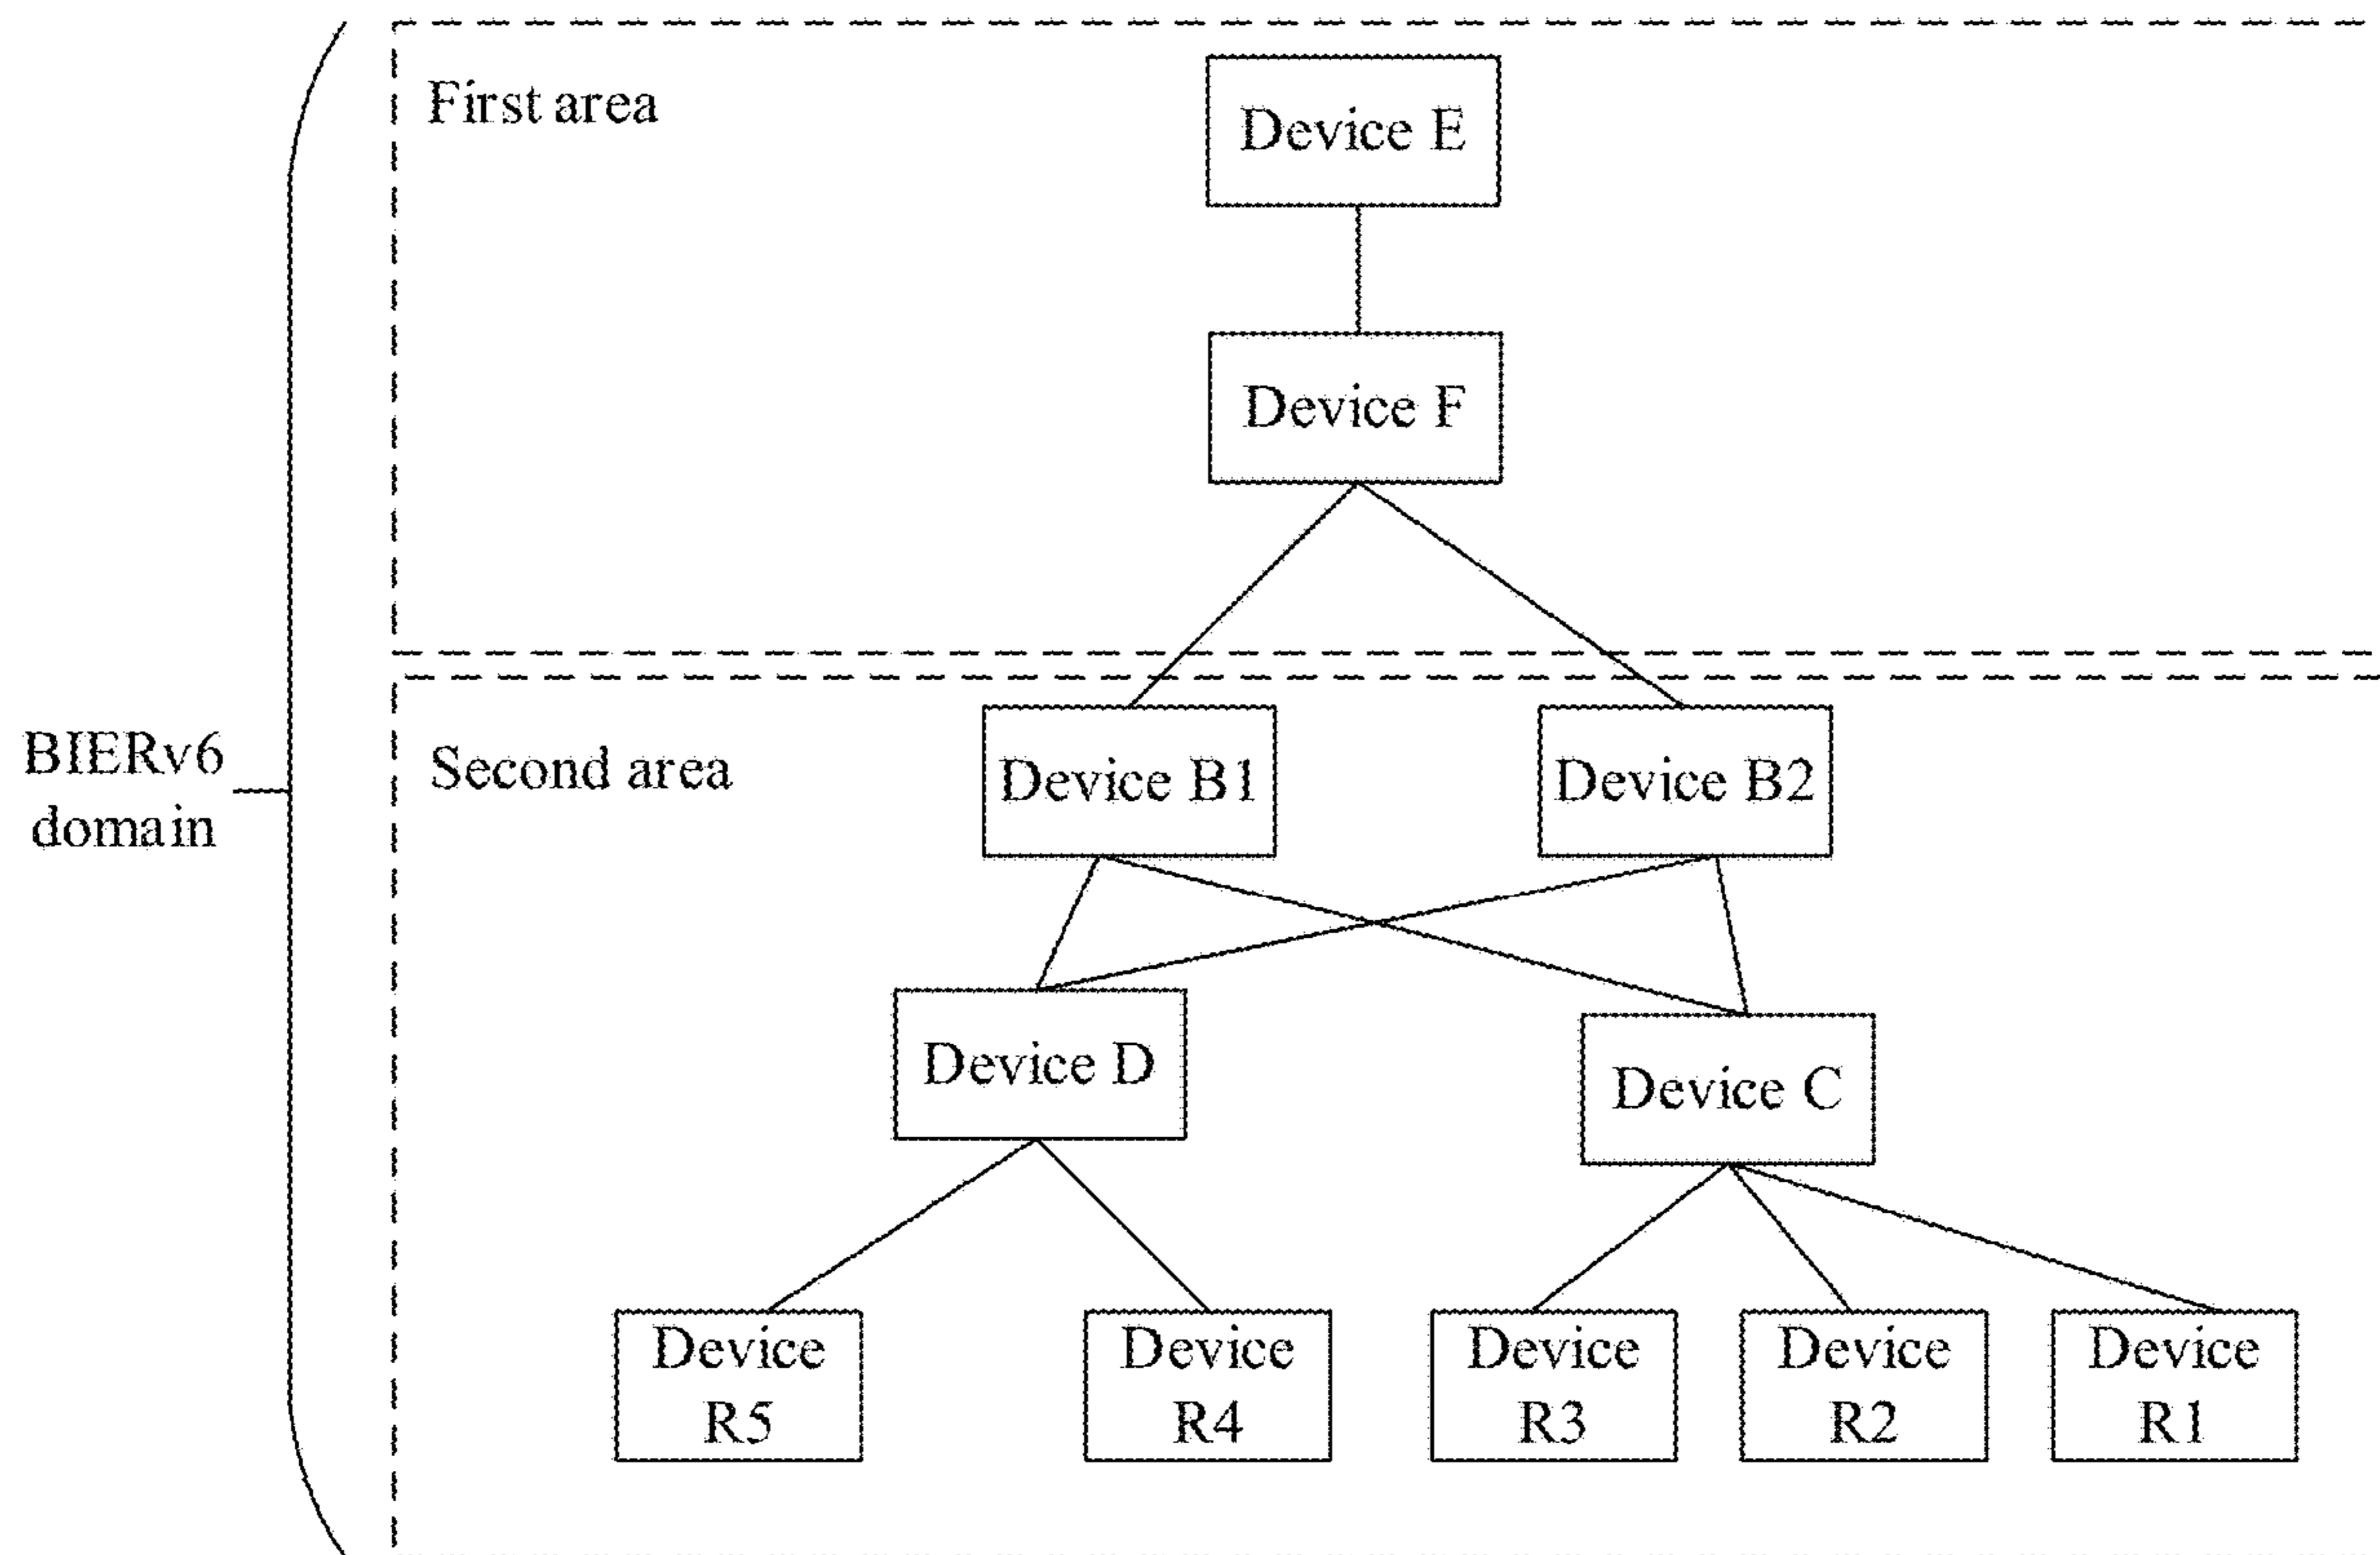 First area
Device E
Device F
BIERv6
domain
Second area
Device B1
Device B2
Device D
Device C
Device
R5
Device
R4
Device
R3
Device
R2
Device
R1